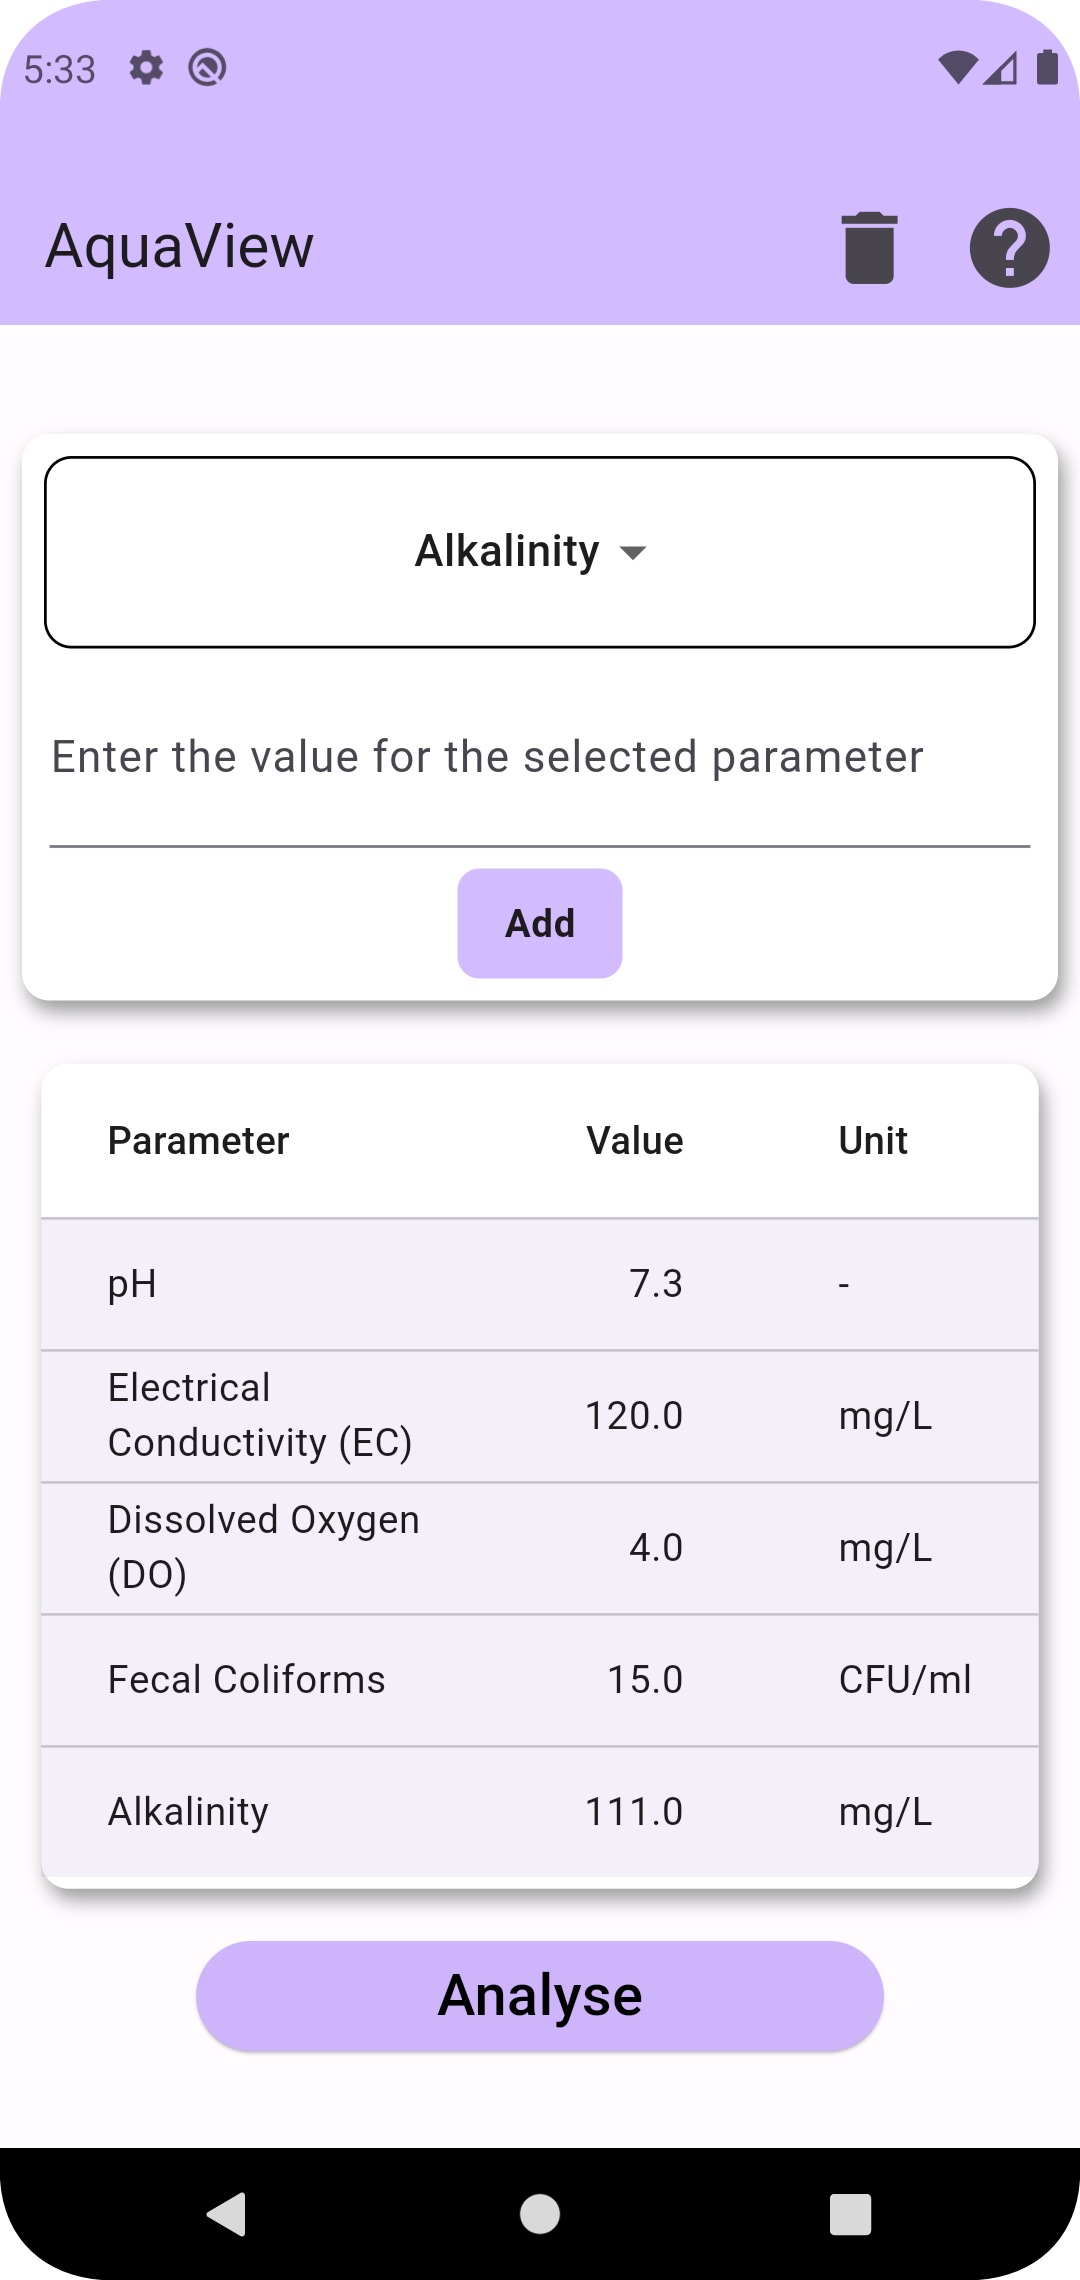 5:33
AquaView
Alkalinity
Enter the value for the selected parameter
Add
Parameter Value Unit
pH 7.3 -
Electrical
Conductivity (EC) 120.0 mg/L
Dissolved Oxygen
(DO) 4.0 mg/L
Fecal Coliforms 15.0 CFU/ml
Alkalinity 111.0 mg/L
Analyse